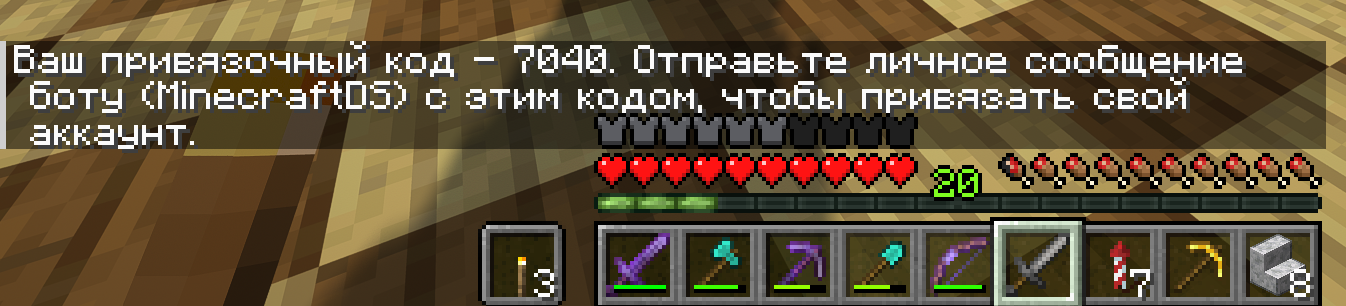 Ваш привязочный код - 7040. Отправьте личное сообщение
боту (MinecraftDS) с этим кодом, чтобы привязать свой
аккаунт.
20
3
7
8